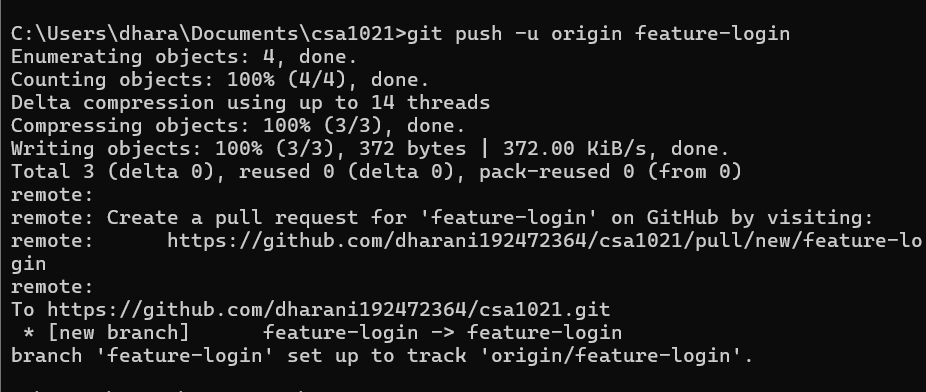 C:\Users\dhara\Documents\csa1021>git push -u origin feature-login
Enumerating objects: 4, done.
Counting objects: 100% (4/4), done.
Delta compression using up to 14 threads
Compressing objects: 100% (3/3), done.
Writing objects: 100% (3/3), 372 bytes | 372.00 KiB/s, done.
Total 3 (delta 0), reused 0 (delta 0), pack-reused 0 (from 0)
remote:
remote: Create a pull request for 'feature-login' on GitHub by visiting:
remote:      https://github.com/dharani192472364/csa1021/pull/new/feature-lo
gin
remote:
To https://github.com/dharani192472364/csa1021.git
 * [new branch]      feature-login -> feature-login
branch 'feature-login' set up to track 'origin/feature-login'.